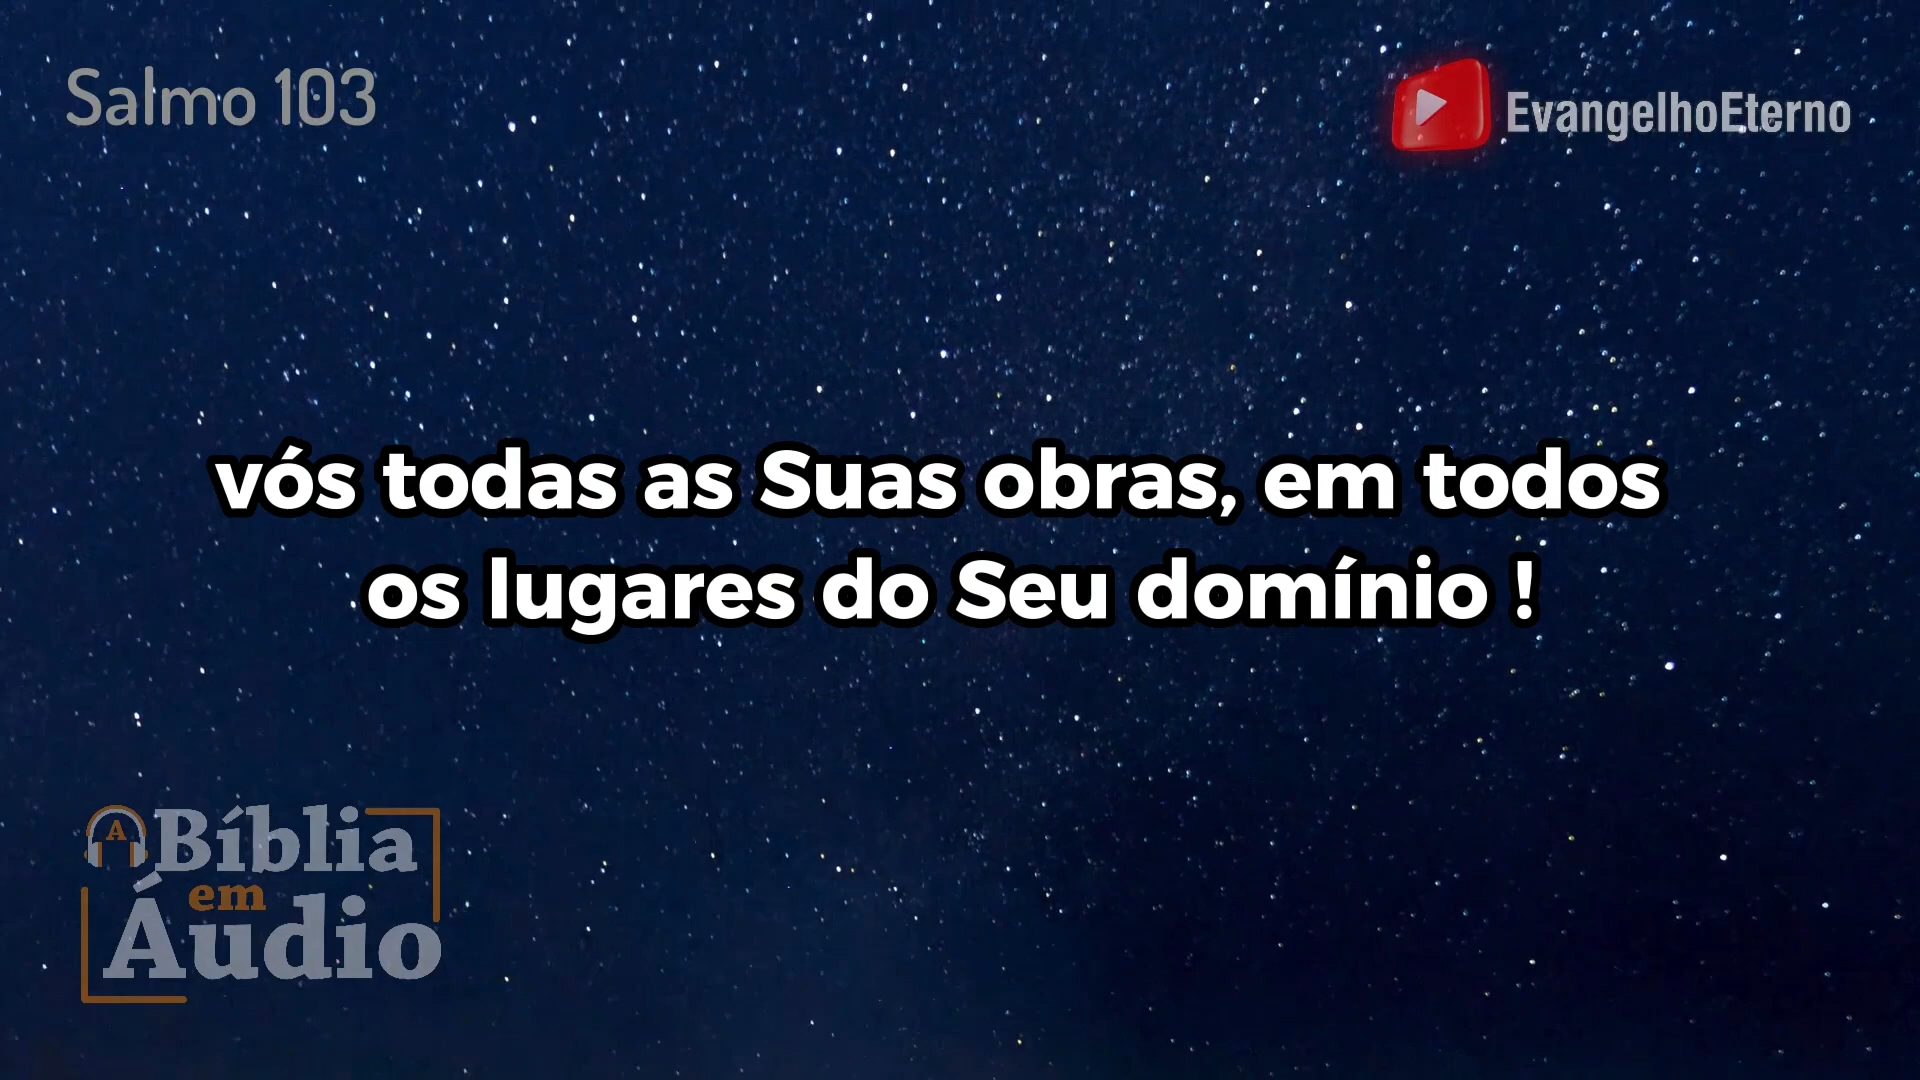 Salmo 103
EvangelhoEterno
vós todas as Suas obras, em todos
os lugares do Seu domínio !
A Bíblia
em
Áudio